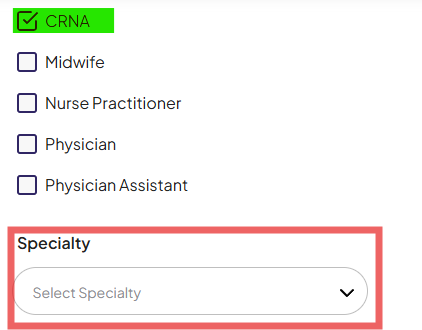 CRNA
Midwife
Nurse Practitioner
Physician
Physician Assistant
Specialty
Select Specialty